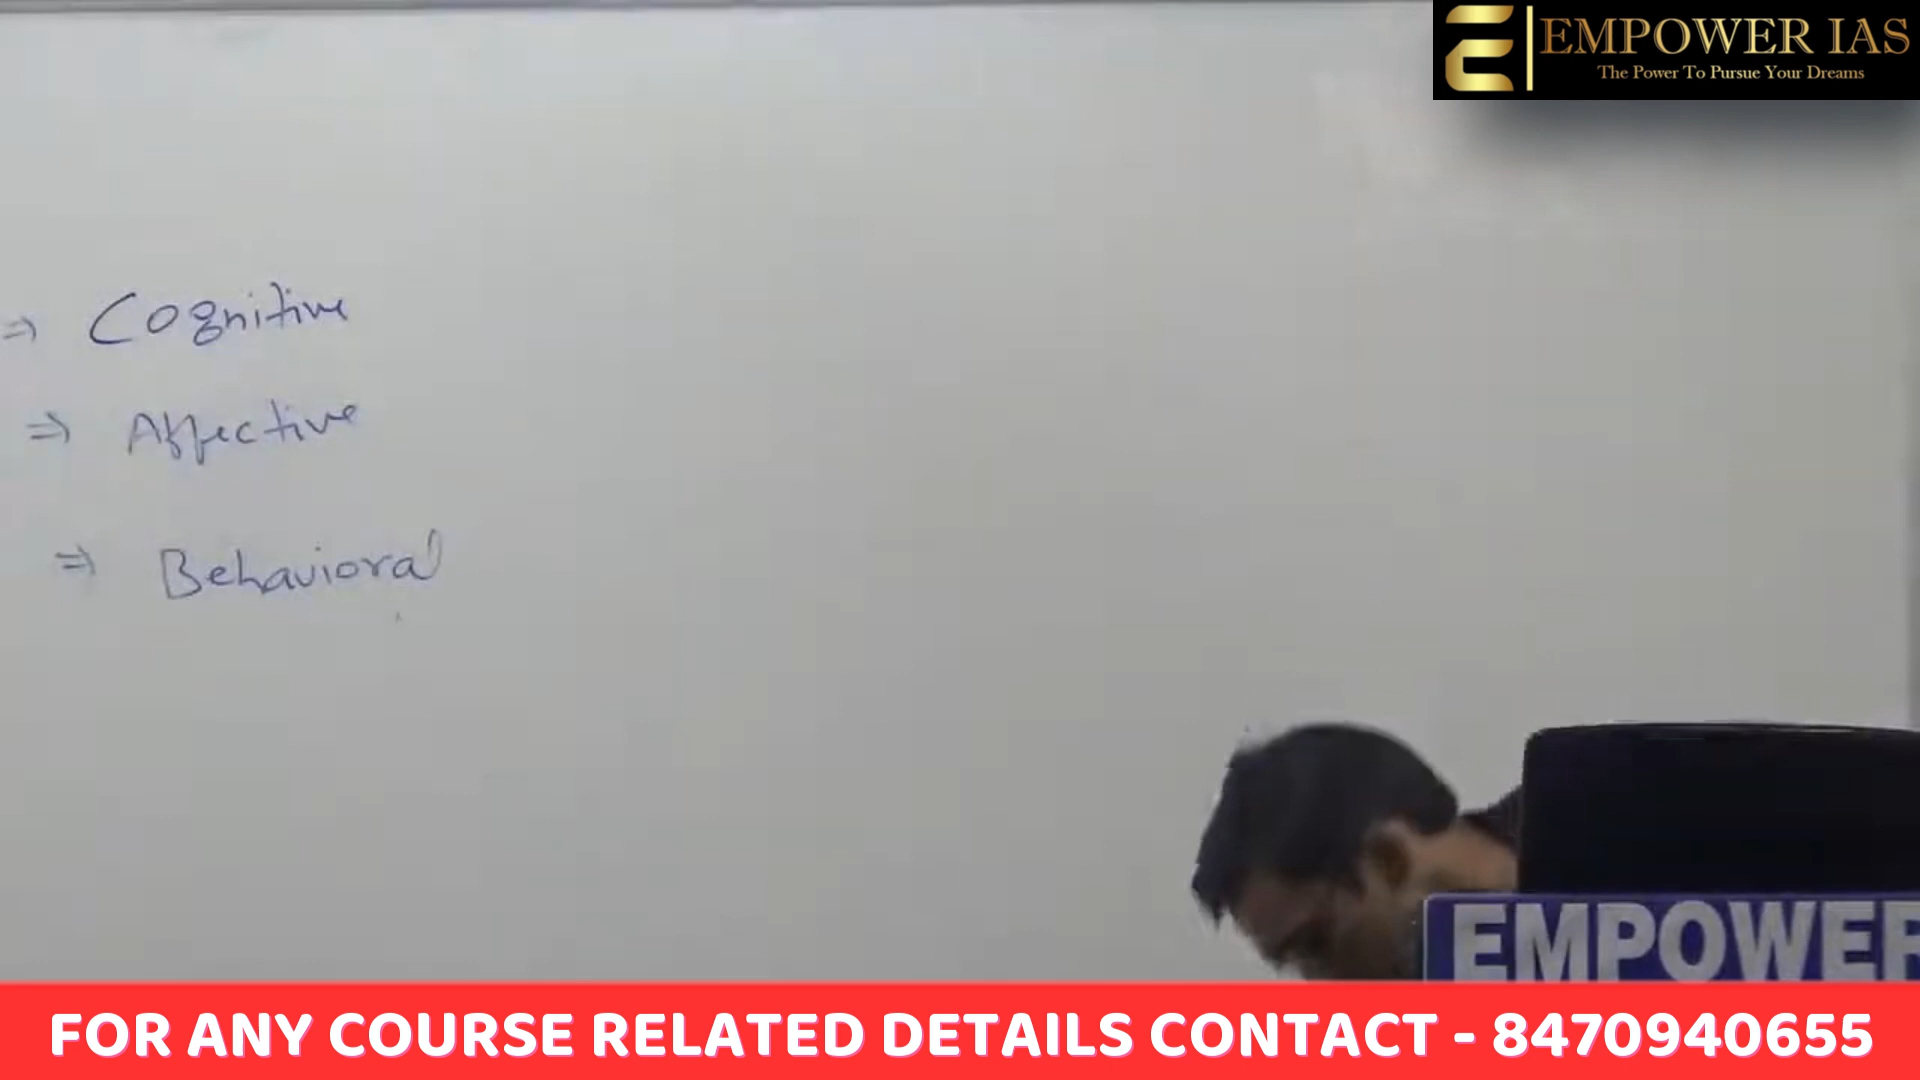 EMPOWER IAS
The Power To Pursue Your Dreams
⇒ Cognitive
⇒ Affective
⇒ Behavioral
EMPOWER
FOR ANY COURSE RELATED DETAILS CONTACT - 8470940655